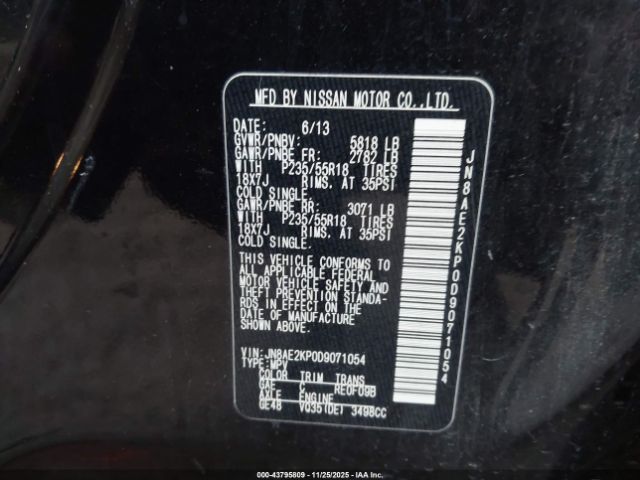 MFD BY NISSAN MOTOR CO.,LTD.
DATE: 6/13
GVWR/PNBV: 5818 LB
GAWR/PNBE FR: 2782 LB
WITH P235/55R18 TIRES
18X7J RIMS. AT 35PSI
COLD SINGLE.
GAWR/PNBE RR: 3071 LB
WITH P235/55R18 TIRES
18X7J RIMS. AT 35PSI
COLD SINGLE.
THIS VEHICLE CONFORMS TO
ALL APPLICABLE FEDERAL
MOTOR VEHICLE SAFETY AND
THEFT PREVENTION STANDA-
RDS IN EFFECT ON THE
DATE OF MANUFACTURE
SHOWN ABOVE.
VIN:JN8AE2KP0D9071054
TYPE:MPV
COLOR TRIM TRANS
GAE C RE0F09B
AXLE ENGINE
GE48 VQ35(DE) 3498CC
JN8AE2KP0D9071054
000-43795809 - 11/25/2025 - IAA Inc.